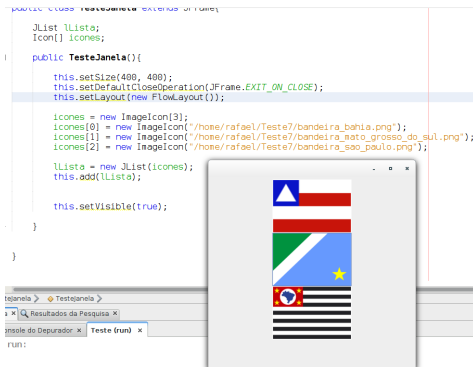 public class TesteJanela extends JFrame{
JList lLista;
Icon[] icones;
public TesteJanela(){
this.setSize(400, 400);
this.setDefaultCloseOperation(JFrame.EXIT_ON_CLOSE);
this.setLayout(new FlowLayout());
icones = new ImageIcon[3];
icones[0] = new ImageIcon("/home/rafael/Teste7/bandeira_bahia.png");
icones[1] = new ImageIcon("/home/rafael/Teste7/bandeira_mato_grosso_do_sul.png");
icones[2] = new ImageIcon("/home/rafael/Teste7/bandeira_sao_paulo.png");
lLista = new JList(icones);
this.add(lLista);
this.setVisible(true);
}
}
tejanela > TesteJanela >
s x Resultados da Pesquisa x
onsole do Depurador x Teste (run) x
run: